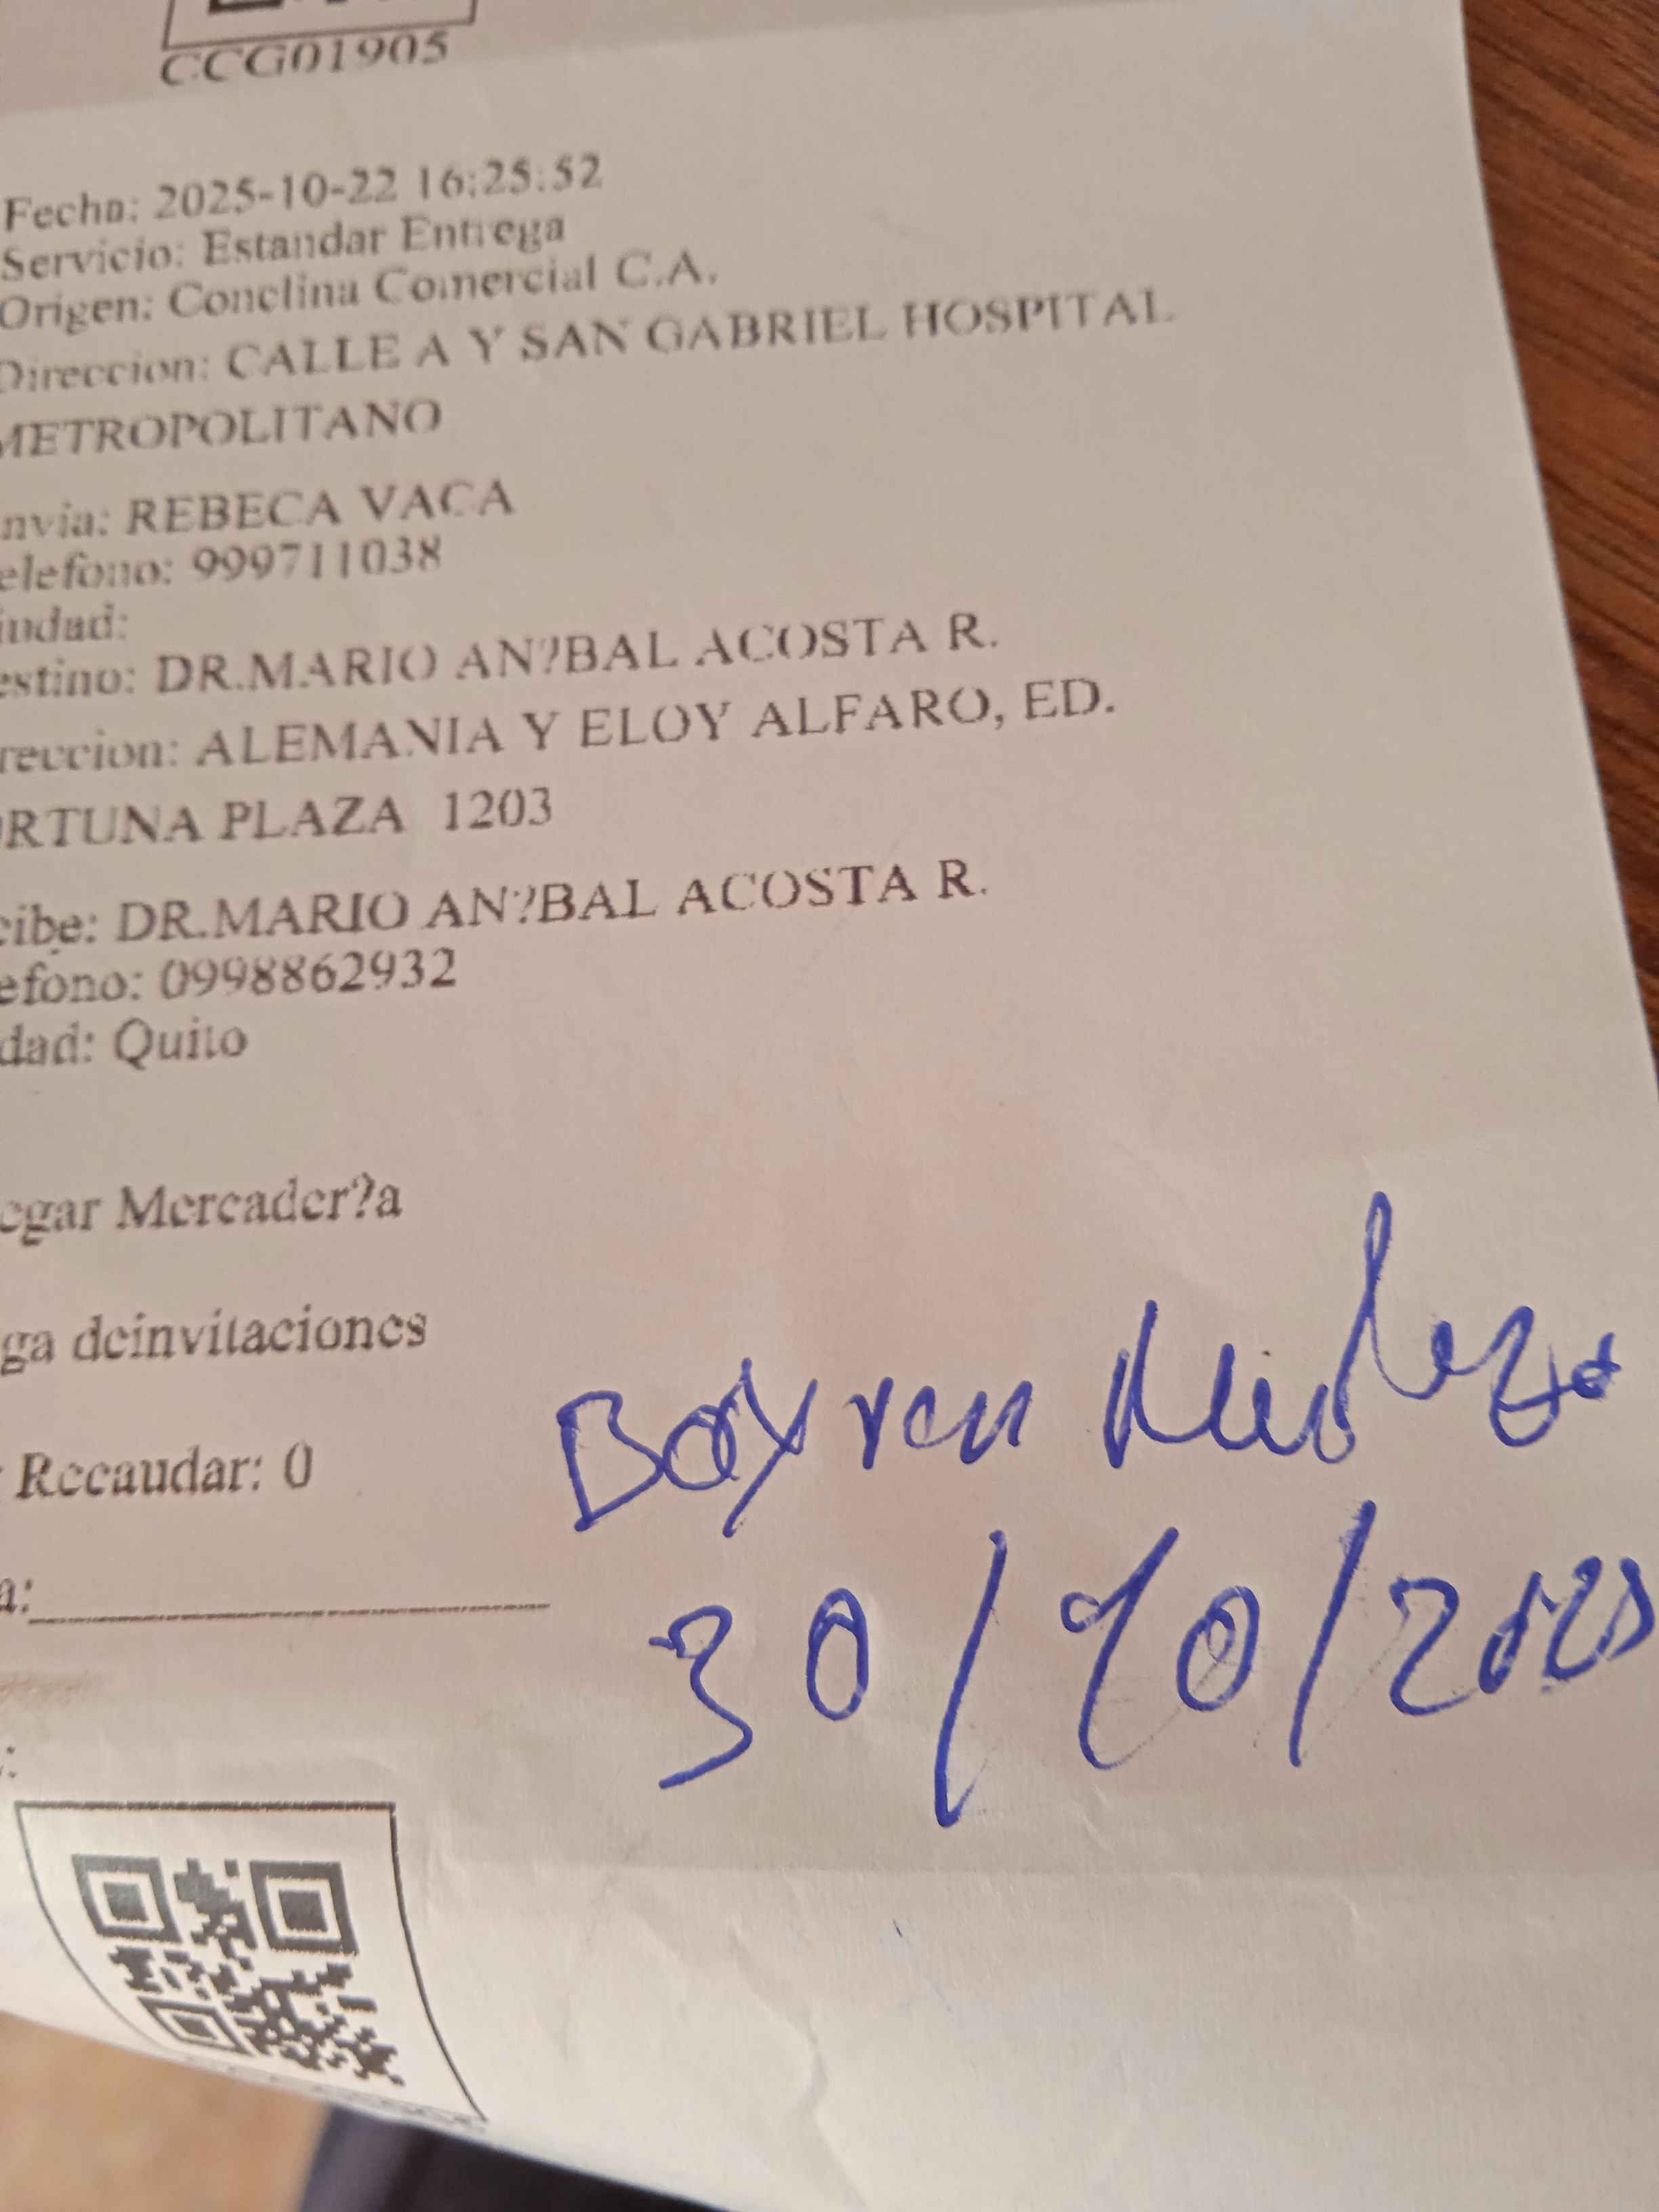 CCG01905
Fecha: 2025-10-22 16:25:52
Servicio: Estandar Entrega
Origen: Conclina Comercial C.A.
Direccion: CALLE A Y SAN GABRIEL HOSPITAL
METROPOLITANO
nvia: REBECA VACA
elefono: 999711038
iudad:
estino: DR.MARIO AN?BAL ACOSTA R.
reccion: ALEMANIA Y ELOY ALFARO, ED.
ORTUNA PLAZA 1203
cibe: DR.MARIO AN?BAL ACOSTA R.
efono: 0998862932
dad: Quito
egar Mercader?a
ga deinvitaciones
Recaudar: 0
a:
30/10/2025